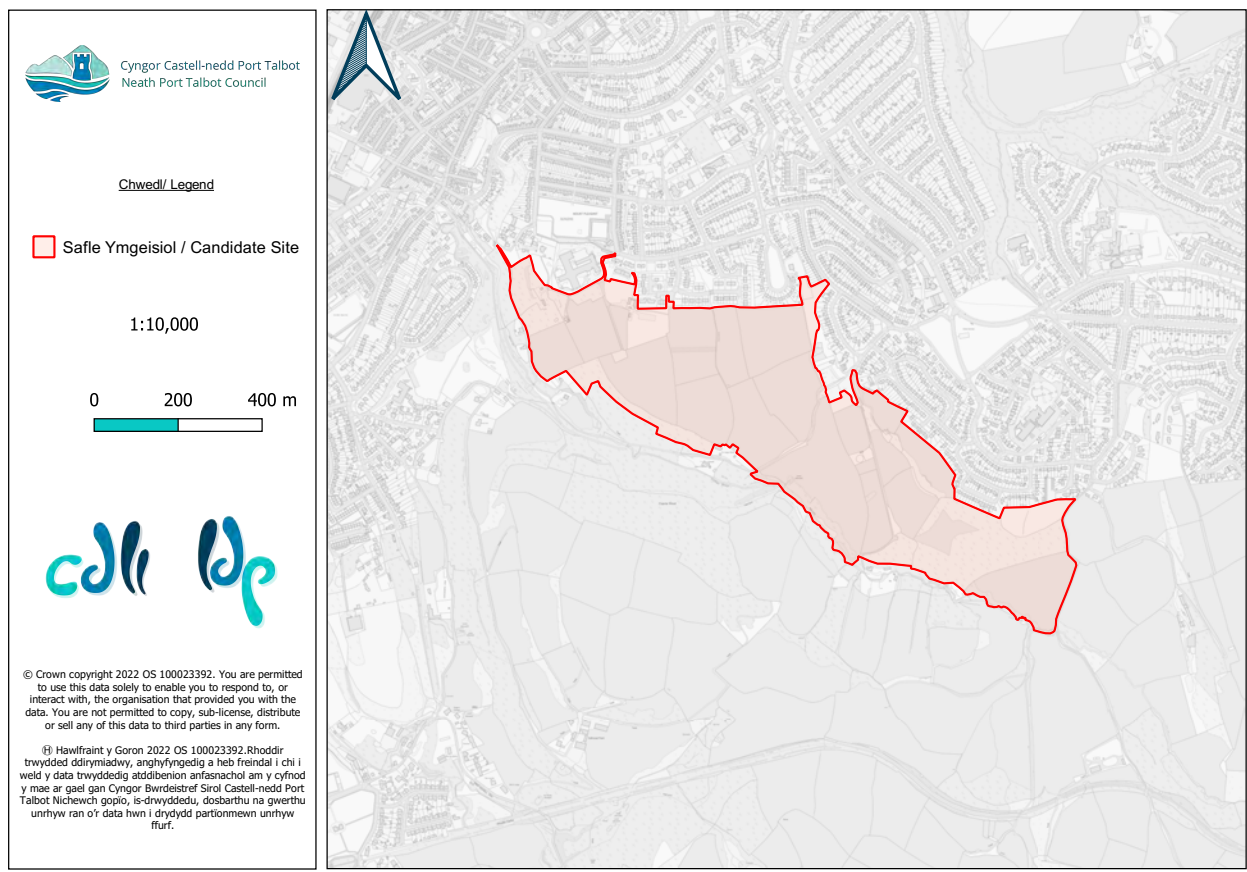 Cyngor Castell-nedd Port Talbot
Neath Port Talbot Council
Chwedl/ Legend
Safle Ymgeisiol / Candidate Site
1:10,000
0 200 400 m
cdll ldp
© Crown copyright 2022 OS 100023392. You are permitted
to use this data solely to enable you to respond to, or
interact with, the organisation that provided you with the
data. You are not permitted to copy, sub-license, distribute
or sell any of this data to third parties in any form.
Ⓗ Hawlfraint y Goron 2022 OS 100023392.Rhoddir
trwydded ddirymiadwy, anghyfyngedig a heb freindal i chi i
weld y data trwyddedig atddibenion anfasnachol am y cyfnod
y mae ar gael gan Cyngor Bwrdeistref Sirol Castell-nedd Port
Talbot Nichewch gopïo, is-drwyddedu, dosbarthu na gwerthu
unrhyw ran o'r data hwn i drydydd partïonmewn unrhyw
ffurf.